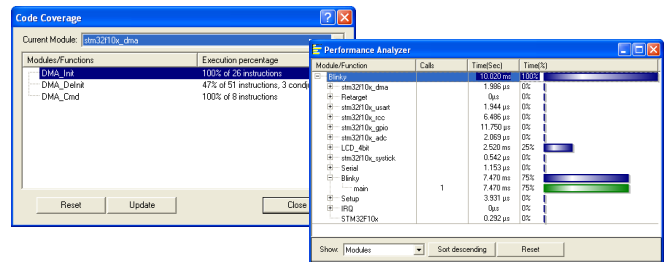 Code Coverage
Current Module: stm32f10x_dma
Modules/Functions Execution percentage
DMA_Init 100% of 26 instructions
DMA_DeInit 47% of 51 instructions, 3 condj
DMA_Cmd 100% of 8 instructions
Reset Update Close
Performance Analyzer
Module/Function Calls Time(Sec) Time(%)
Blinky 10.020 ms 100%
stm32f10x_dma 1.986 µs 0%
Retarget 0µs 0%
stm32f10x_usart 1.944 µs 0%
stm32f10x_rcc 6.486 µs 0%
stm32f10x_gpio 11.750 µs 0%
stm32f10x_adc 2.069 µs 0%
LCD_4bit 2.520 ms 25%
stm32f10x_systick 0.542 µs 0%
Serial 1.153 µs 0%
Blinky 7.470 ms 75%
main 1 7.470 ms 75%
Setup 3.931 µs 0%
IRQ 0µs 0%
STM32F10x 0.292 µs 0%
Show: Modules Sort descending Reset